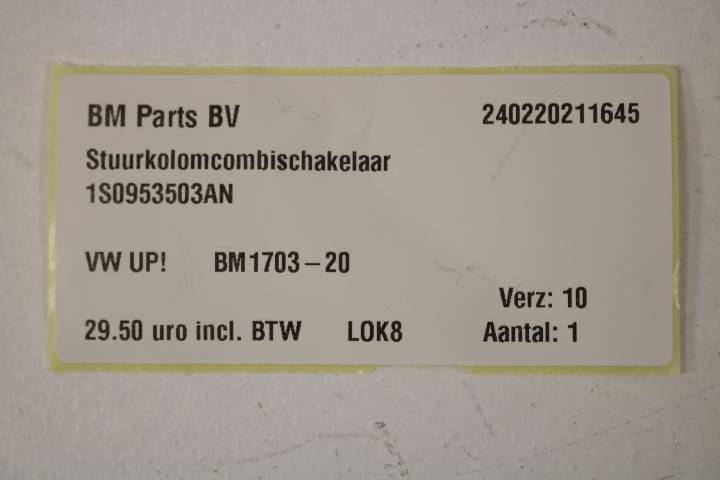 BM Parts BV 240220211645
Stuurkolomcombischakelaar
1S0953503AN
VW UP! BM1703-20
Verz: 10
29.50 uro incl. BTW LOK8 Aantal: 1